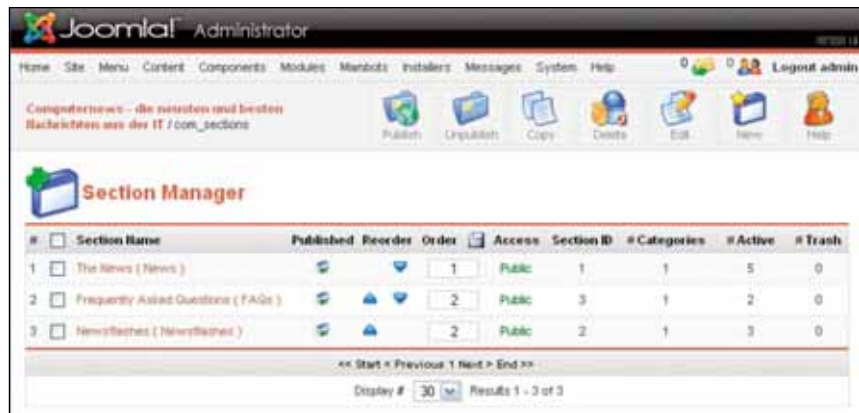 Joomla! Administrator
Home Site Menu Content Components Modules Mambots Installers Messages System Help 0 0 Logout admin
Computernews - die neusten und besten
Nachrichten aus der IT / com_sections
Publish Unpublish Copy Delete Edit New Help
Section Manager
# Section Name Published Reorder Order Access Section ID # Categories # Active # Trash
1 The News ( News ) 1 Public 1 1 5 0
2 Frequently Asked Questions ( FAQs ) 2 Public 3 1 2 0
3 Newsflashes ( Newsflashes ) 2 Public 2 1 3 0
<< Start < Previous 1 Next > End >>
Display # 30 Results 1 - 3 of 3